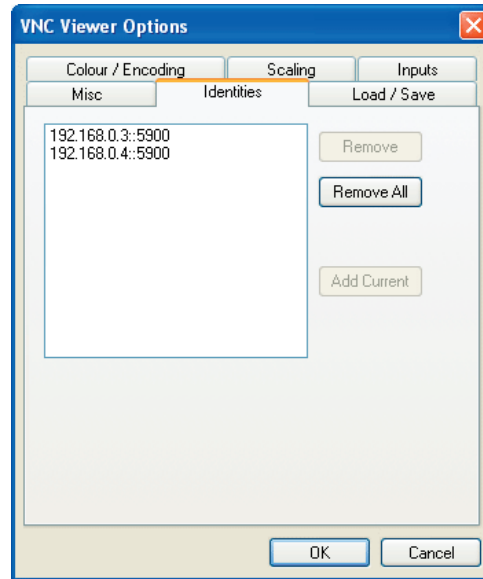 VNC Viewer Options
Colour / Encoding Scaling Inputs
Misc Identities Load / Save
192.168.0.3::5900
192.168.0.4::5900
Remove
Remove All
Add Current
OK Cancel